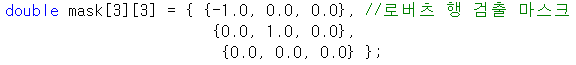 double mask[3][3] = { {-1.0, 0.0, 0.0}, //로버츠 행 검출 마스크
{0.0, 1.0, 0.0},
{0.0, 0.0, 0.0} };